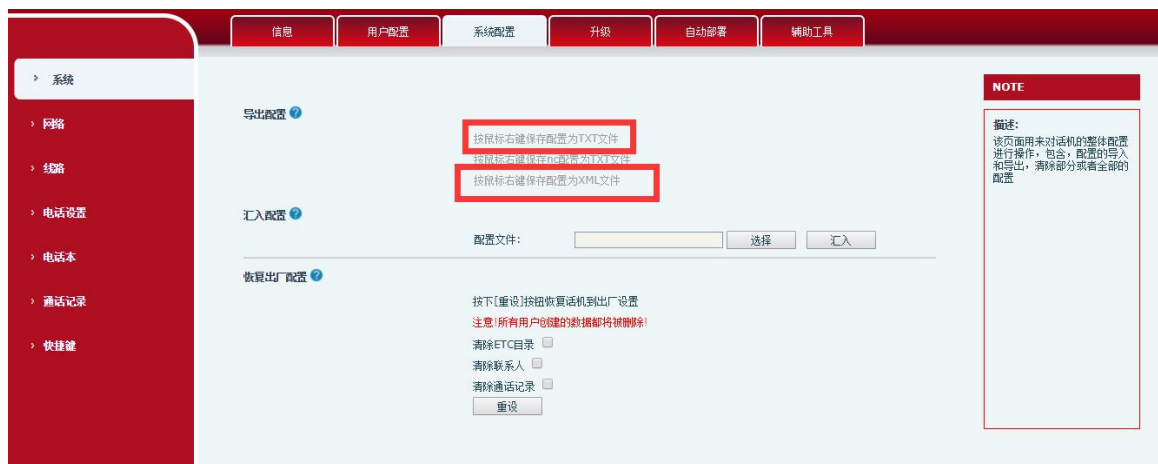 信息
用户配置
系统配置
升级
自动部署
辅助工具
系统
网络
线路
电话设置
电话本
通话记录
快捷键
导出配置
按鼠标右键保存配置为TXT文件
按鼠标右键保存nc配置为TXT文件
按鼠标右键保存配置为XML文件
汇入配置
配置文件:
选择
汇入
恢复出厂配置
按下[重设]按钮恢复话机到出厂设置
注意!所有用户创建的数据都将被删除!
清除ETC目录
清除联系人
清除通话记录
重设
NOTE
描述:
该页面用来对话机的整体配置
进行操作，包含，配置的导入
和导出，清除部分或者全部的
配置